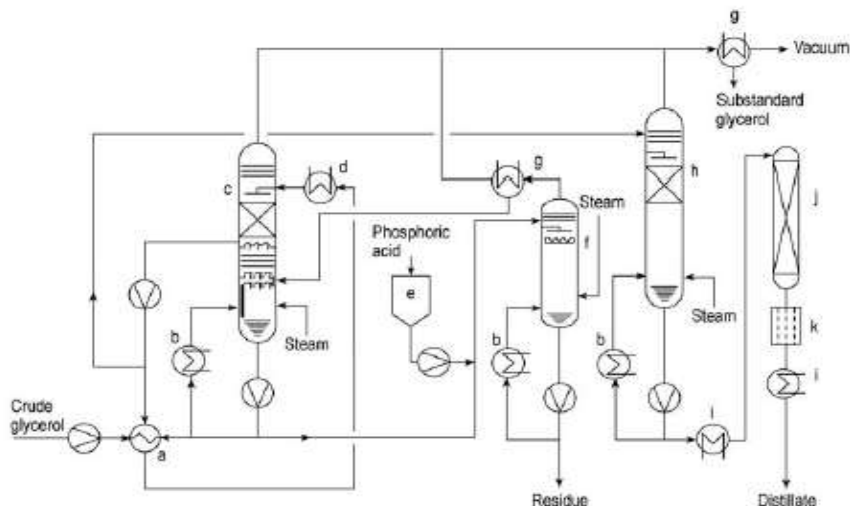 g
Vacuum
Substandard
glycerol
d
c
g
h
Steam
j
Phosphoric
acid
f
e
k
Steam
b
Steam
b
b
i
i
Crude
glycerol
a
Residue
Distillate